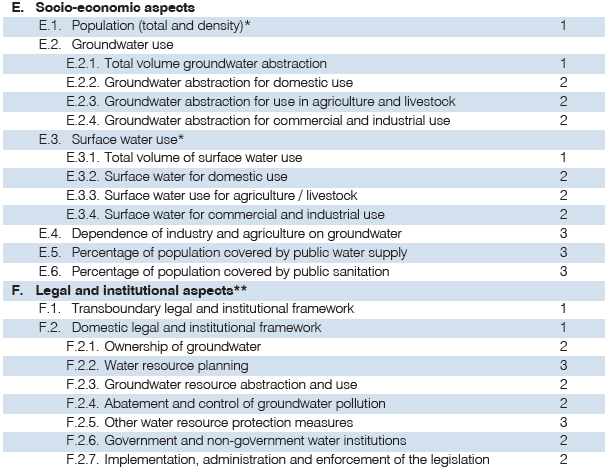 E. Socio-economic aspects
E.1. Population (total and density)* 1
E.2. Groundwater use
E.2.1. Total volume groundwater abstraction 1
E.2.2. Groundwater abstraction for domestic use 2
E.2.3. Groundwater abstraction for use in agriculture and livestock 2
E.2.4. Groundwater abstraction for commercial and industrial use 2
E.3. Surface water use*
E.3.1. Total volume of surface water use 1
E.3.2. Surface water for domestic use 2
E.3.3. Surface water use for agriculture / livestock 2
E.3.4. Surface water for commercial and industrial use 2
E.4. Dependence of industry and agriculture on groundwater 3
E.5. Percentage of population covered by public water supply 3
E.6. Percentage of population covered by public sanitation 3
F. Legal and institutional aspects**
F.1. Transboundary legal and institutional framework 1
F.2. Domestic legal and institutional framework 1
F.2.1. Ownership of groundwater 2
F.2.2. Water resource planning 3
F.2.3. Groundwater resource abstraction and use 2
F.2.4. Abatement and control of groundwater pollution 2
F.2.5. Other water resource protection measures 3
F.2.6. Government and non-government water institutions 2
F.2.7. Implementation, administration and enforcement of the legislation 2